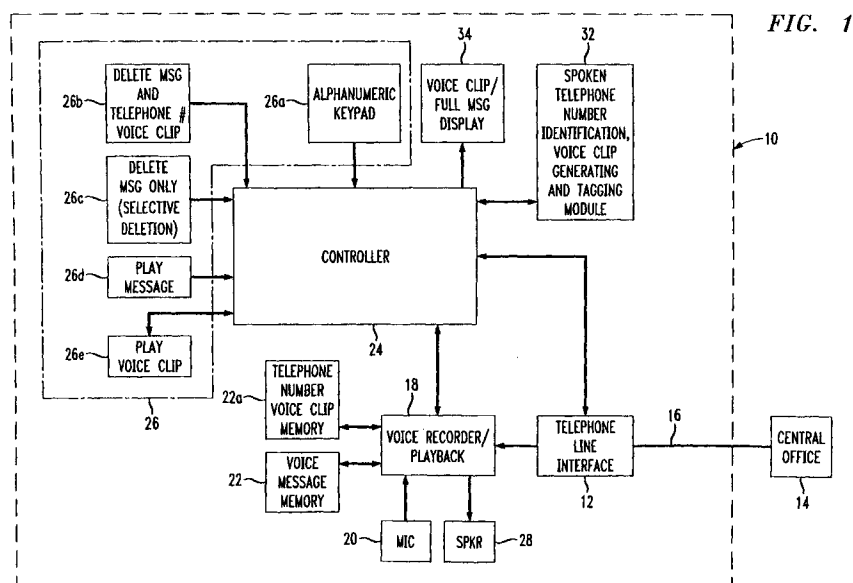 FIG. 1
34
32
26b
DELETE MSG
AND
TELEPHONE #
VOICE CLIP
26a
ALPHANUMERIC
KEYPAD
VOICE CLIP/
FULL MSG
DISPLAY
SPOKEN
TELEPHONE
NUMBER
IDENTIFICATION,
VOICE CLIP
GENERATING
AND TAGGING
MODULE
10
26c
DELETE
MSG ONLY
(SELECTIVE
DELETION)
CONTROLLER
26d
PLAY
MESSAGE
26e
PLAY
VOICE CLIP
24
26
22a
TELEPHONE
NUMBER
VOICE CLIP
MEMORY
18
VOICE RECORDER/
PLAYBACK
TELEPHONE
LINE
INTERFACE
16
CENTRAL
OFFICE
22
VOICE
MESSAGE
MEMORY
12
14
20
MIC
SPKR
28